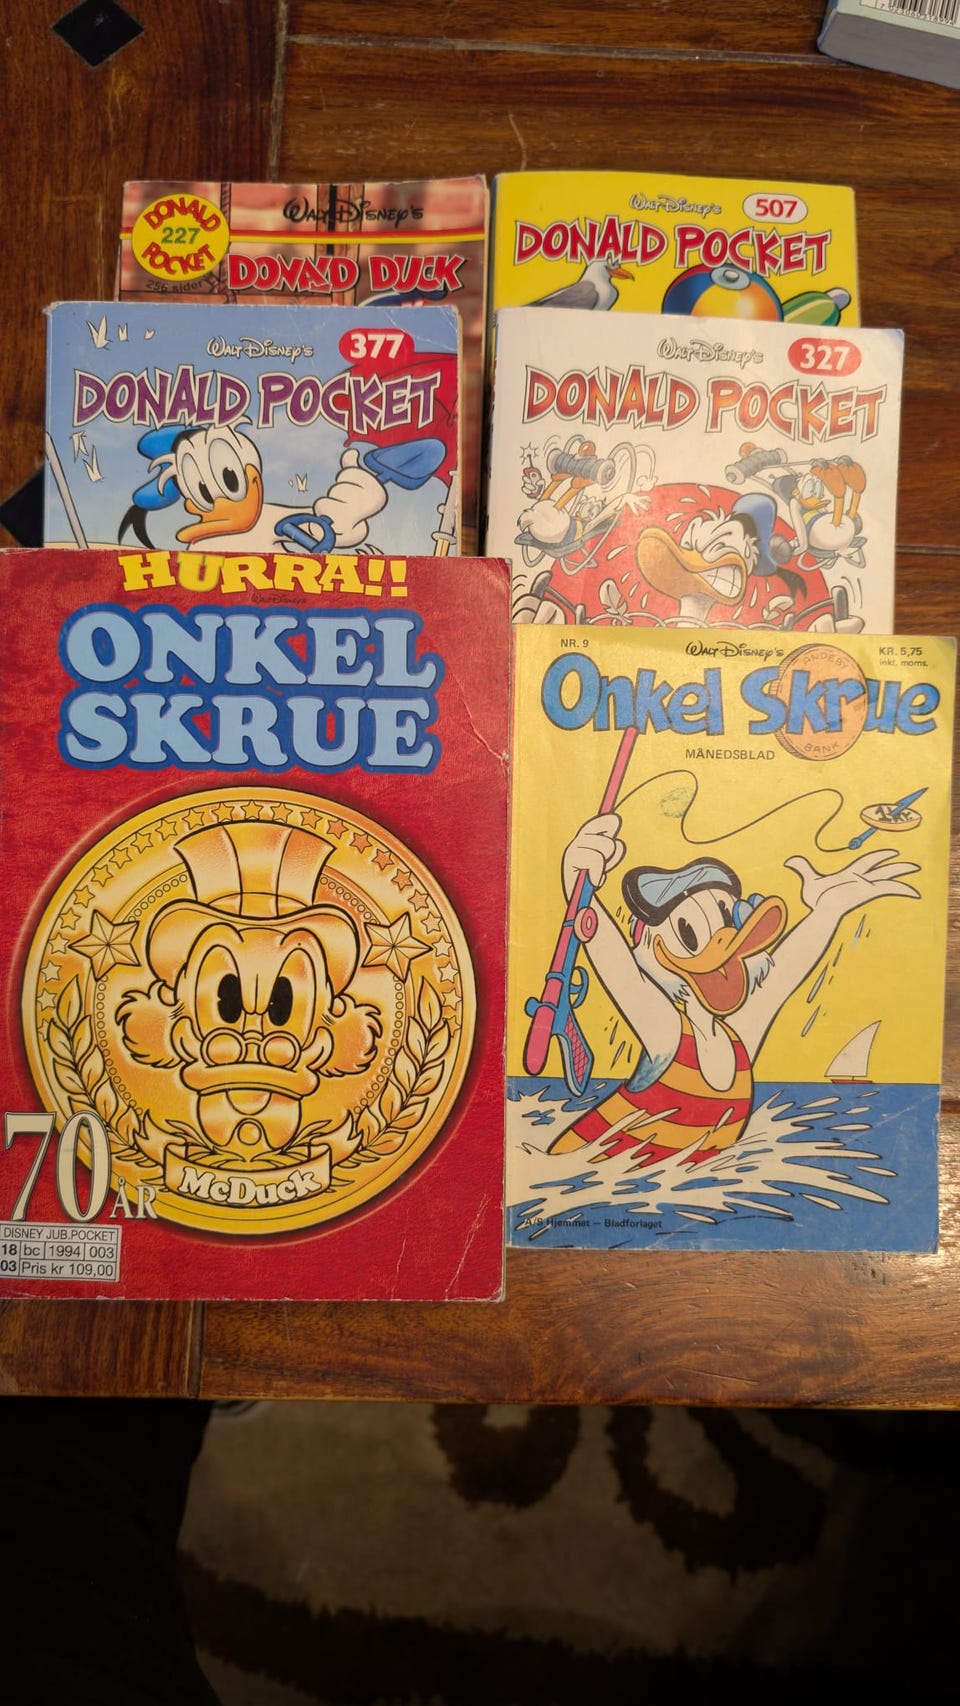 DONALD
227
POCKET
256 sider
WALT DISNEY'S
DONALD DUCK
WALT DISNEY'S
507
DONALD POCKET
WALT DISNEY'S
377
DONALD POCKET
WALT DISNEY'S
327
DONALD POCKET
HURRA!!
WALT DISNEY'S
ONKEL
SKRUE
McDuck
70 ÅR
DISNEY JUB.POCKET
18 bc 1994 003
03 Pris kr 109,00
NR. 9
WALT DISNEY'S
KR. 5,75
inkl. moms.
Onkel Skrue
ANDEBY
BANK
MÅNEDSBLAD
1 kr.
A/S Hjemmet — Bladforlaget